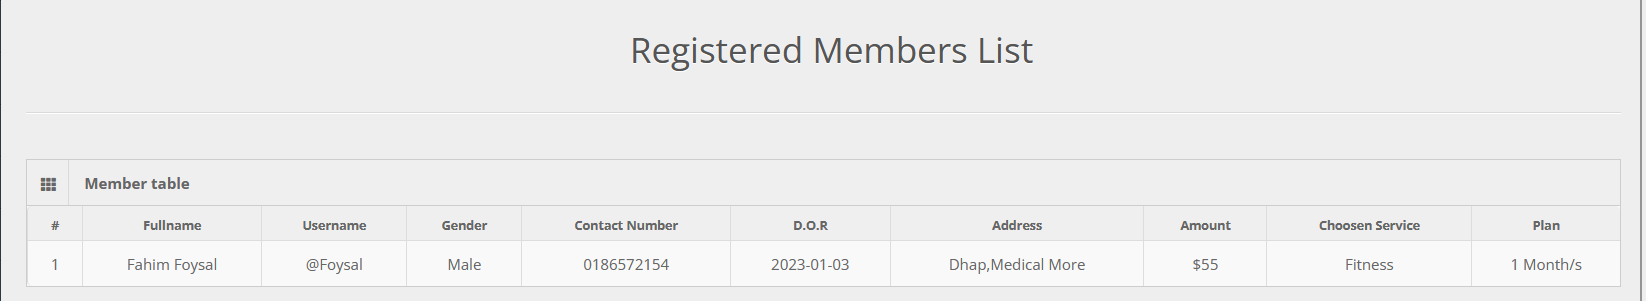 Registered Members List
Member table
# Fullname Username Gender Contact Number D.O.R Address Amount Choosen Service Plan
1 Fahim Foysal @Foysal Male 0186572154 2023-01-03 Dhap,Medical More $55 Fitness 1 Month/s